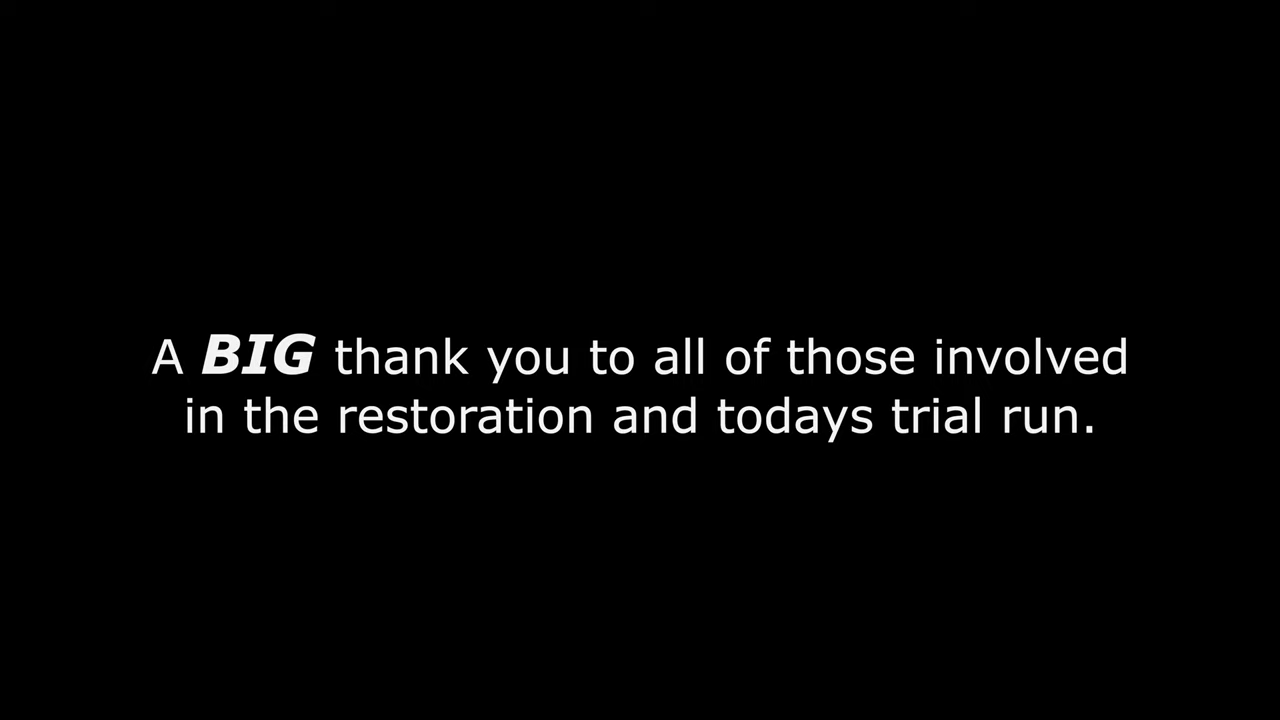 A BIG thank you to all of those involved
in the restoration and todays trial run.